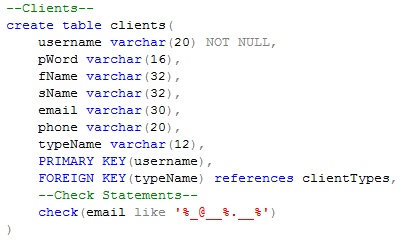 --Clients--
create table clients(
username varchar(20) NOT NULL,
pWord varchar(16),
fName varchar(32),
sName varchar(32),
email varchar(30),
phone varchar(20),
typeName varchar(12),
PRIMARY KEY(username),
FOREIGN KEY(typeName) references clientTypes,
--Check Statements--
check(email like '%_@__%.__%')
)